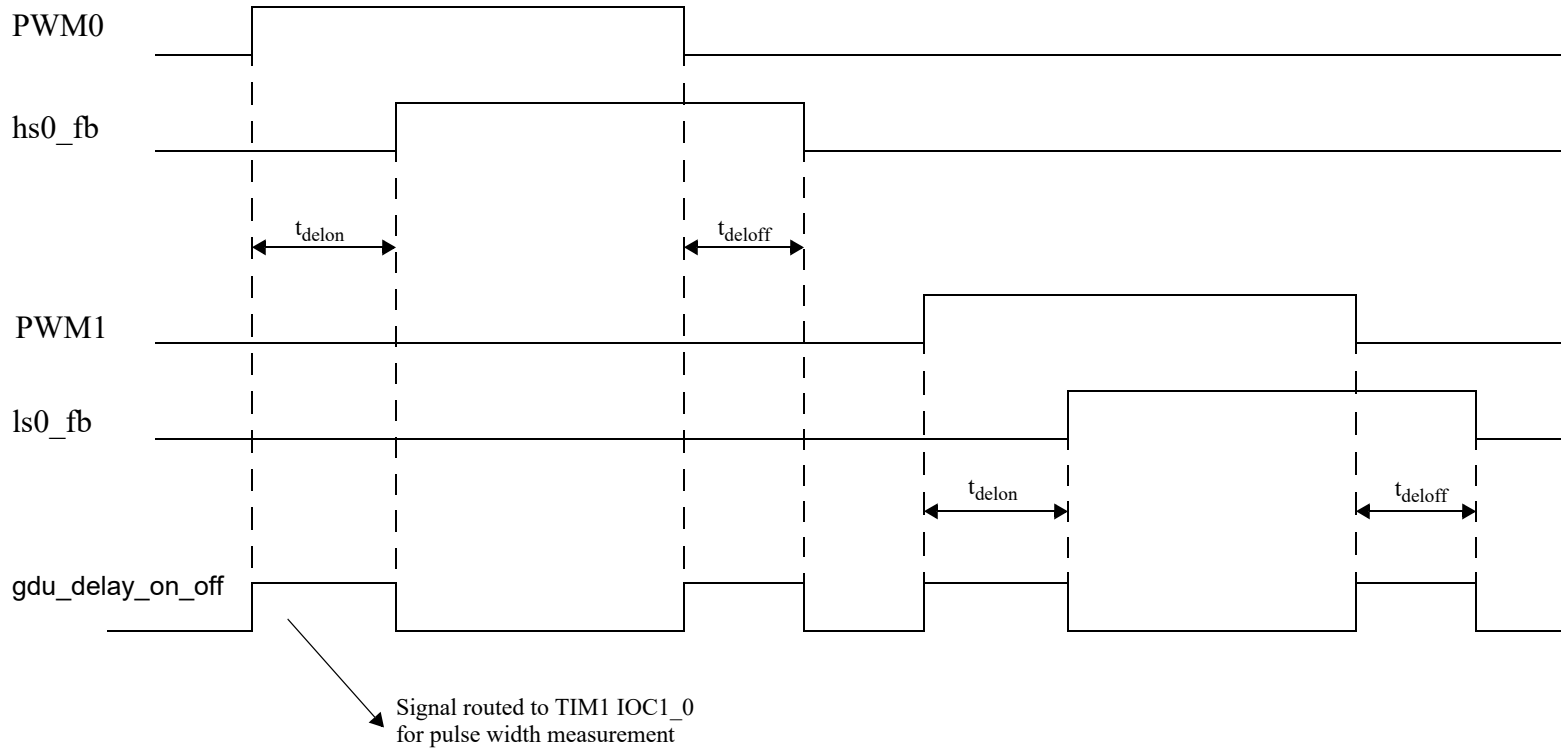 PWM0
hs0_fb
tdelon
tdeloff
PWM1
ls0_fb
tdelon
tdeloff
gdu_delay_on_off
Signal routed to TIM1 IOC1_0
for pulse width measurement